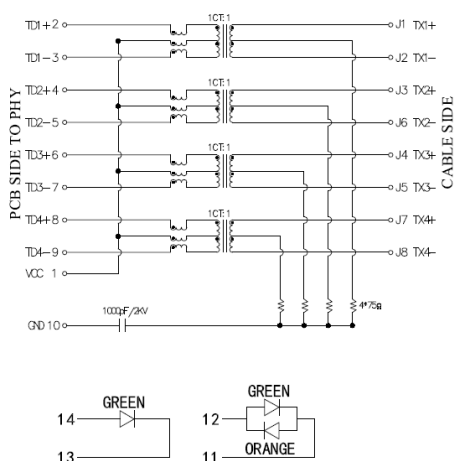 TD1+ 2 1CT:1 J1 TX1+
TD1- 3 J2 TX1-
TD2+ 4 1CT:1 J3 TX2+
TD2- 5 J6 TX2-
TD3+ 6 1CT:1 J4 TX3+
TD3- 7 J5 TX3-
TD4+ 8 1CT:1 J7 TX4+
TD4- 9 J8 TX4-
VCC 1
4*75Ω
GND 10 1000pF/2KV
PCB SIDE TO PHY
CABLE SIDE
14 GREEN
13
12 GREEN
11 ORANGE